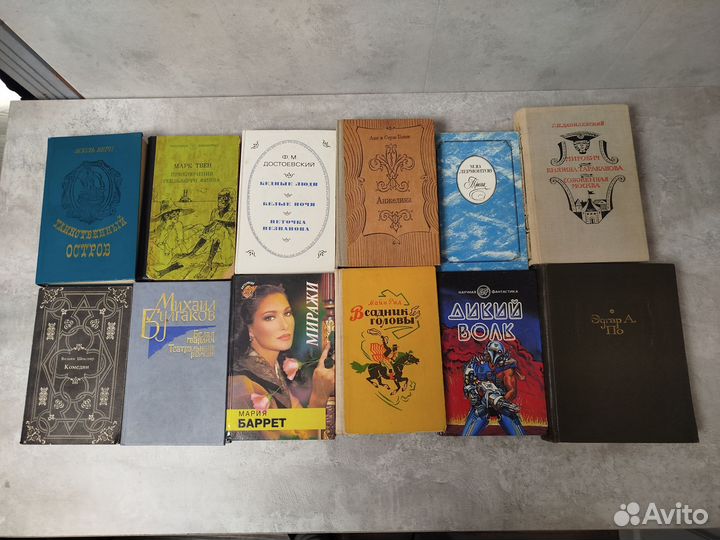 ЖЮЛЬ ВЕРН
ТАИНСТВЕННЫЙ
ОСТРОВ
МАРК ТВЕН
ПРИКЛЮЧЕНИЯ
ГЕКЛЬБЕРРИ ФИННА
Ф. М.
ДОСТОЕВСКИЙ
БЕДНЫЕ ЛЮДИ
БЕЛЫЕ НОЧИ
НЕТОЧКА
НЕЗВАНОВА
Анн и Серж Голон
Анжелика
М.Ю.
ЛЕРМОНТОВ
Проза
Г.П. ДАНИЛЕВСКИЙ
МИРОВИЧ
КНЯЖНА ТАРАКАНОВА
СОЖЖЕННАЯ
МОСКВА
Вильям Шекспир
Комедии
Михаил
Булгаков
Белая
гвардия
Театральный
роман
МИРАЖИ
МАРИЯ
БАРРЕТ
Майн Рид
Всадник без
головы
НАУЧНАЯ ФАНТАСТИКА
ДИКИЙ
ВОЛК
Эдгар А.
По
Avito